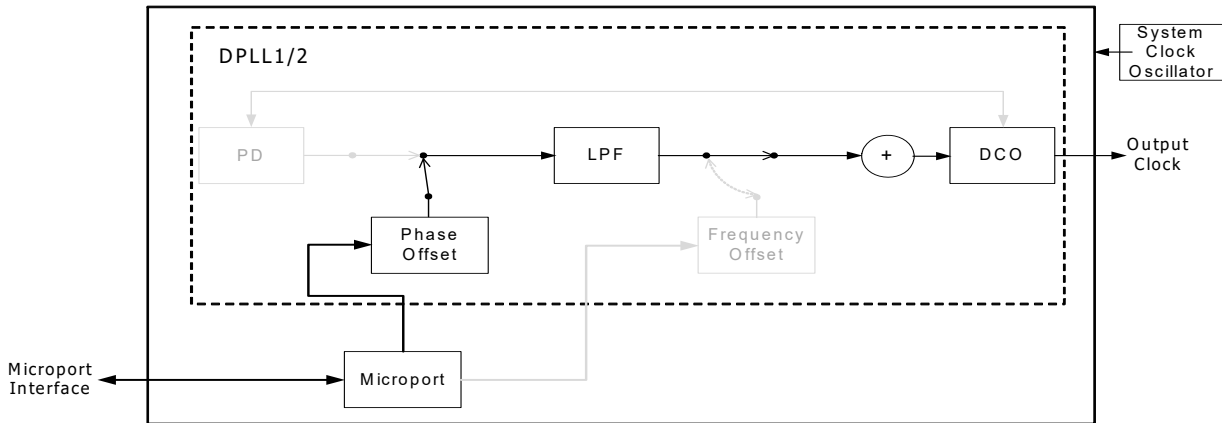 System
Clock
Oscillator
DPLL1/2
PD
LPF
+
DCO
Output
Clock
Phase
Offset
Frequency
Offset
Microport
Interface
Microport